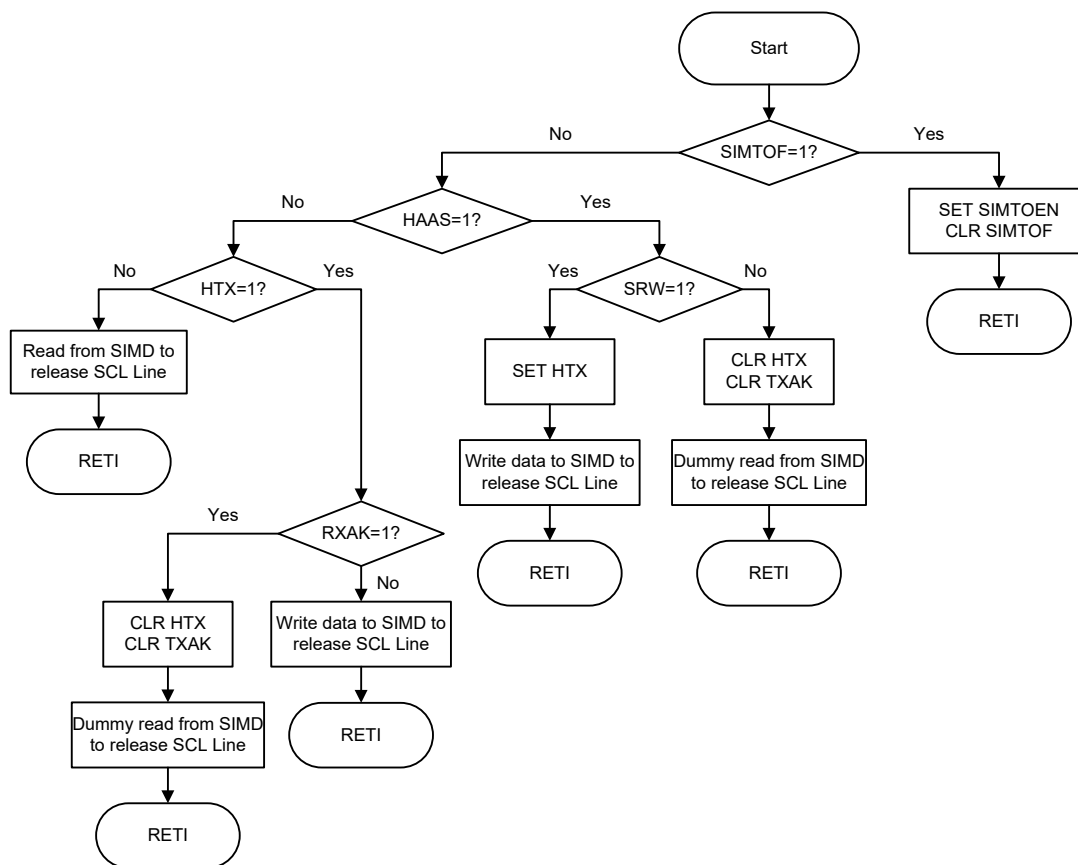 Start
No
Yes
SIMTOF=1?
No
Yes
HAAS=1?
SET SIMTOEN
CLR SIMTOF
No
Yes
HTX=1?
Yes
No
SRW=1?
RETI
Read from SIMD to
release SCL Line
SET HTX
CLR HTX
CLR TXAK
RETI
Write data to SIMD to
release SCL Line
Dummy read from SIMD
to release SCL Line
Yes
RXAK=1?
No
RETI
RETI
CLR HTX
CLR TXAK
Write data to SIMD to
release SCL Line
Dummy read from SIMD
to release SCL Line
RETI
RETI